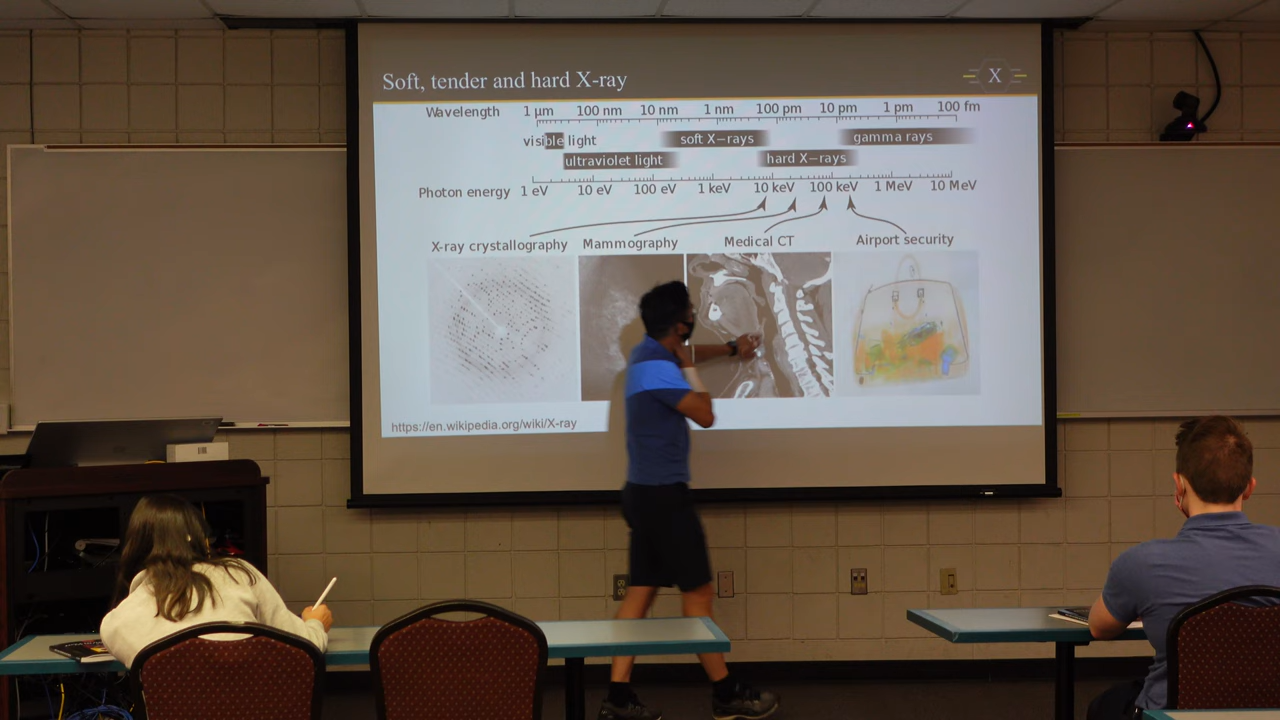 Soft, tender and hard X-ray
X
Wavelength 1 μm 100 nm 10 nm 1 nm 100 pm 10 pm 1 pm 100 fm
visible light soft X−rays gamma rays
ultraviolet light hard X−rays
Photon energy 1 eV 10 eV 100 eV 1 keV 10 keV 100 keV 1 MeV 10 MeV
X-ray crystallography Mammography Medical CT Airport security
https://en.wikipedia.org/wiki/X-ray